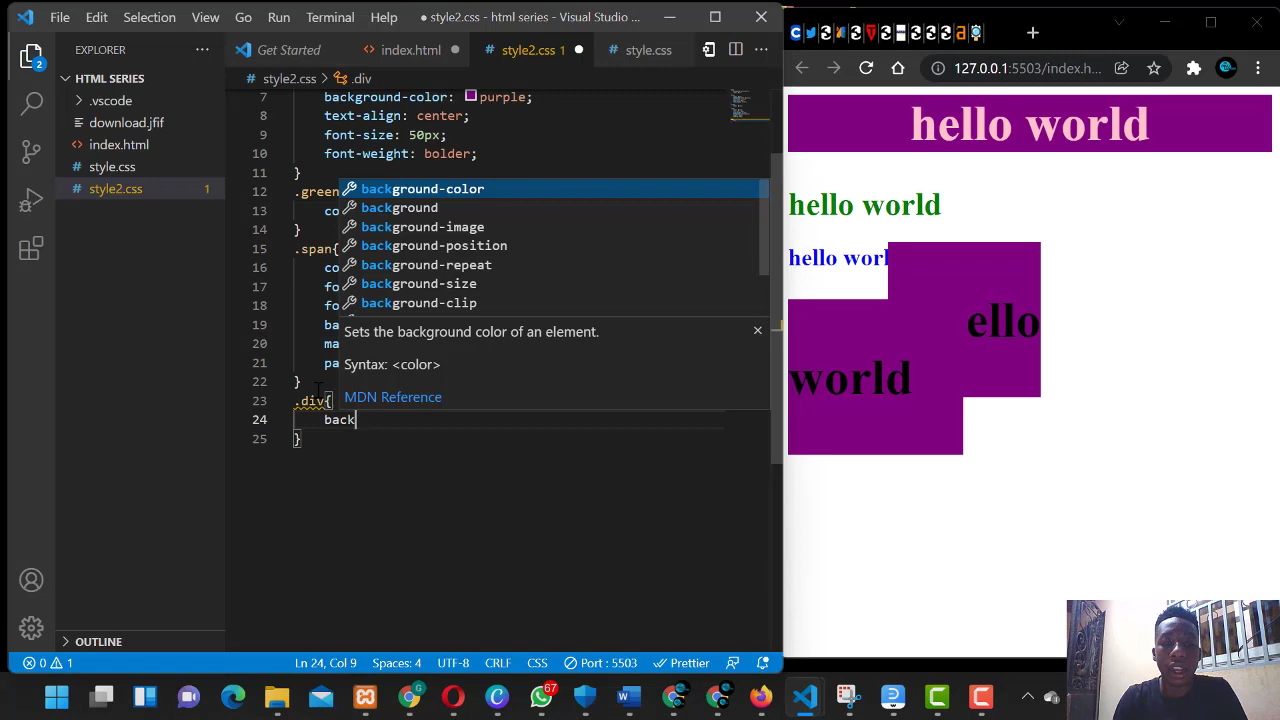 File Edit Selection View Go Run Terminal Help
style2.css - html series - Visual Studio ...
EXPLORER
Get Started
index.html
style2.css 1
style.css
style2.css > .div
HTML SERIES
.vscode
download.jfif
index.html
style.css
style2.css 1
7 background-color: purple;
8 text-align: center;
9 font-size: 50px;
10 font-weight: bolder;
11 }
12 .green
13 co
14 }
15 .span{
16 co
17 fo
18 fo
19 ba
20 ma
21 pa
22 }
23 .div{
24 back
25 }
background-color
background
background-image
background-position
background-repeat
background-size
background-clip
Sets the background color of an element.
Syntax: <color>
MDN Reference
OUTLINE
0 1 Ln 24, Col 9 Spaces: 4 UTF-8 CRLF CSS Port : 5503 Prettier
127.0.0.1:5503/index.h...
hello world
hello world
hello worl
ello
world
67